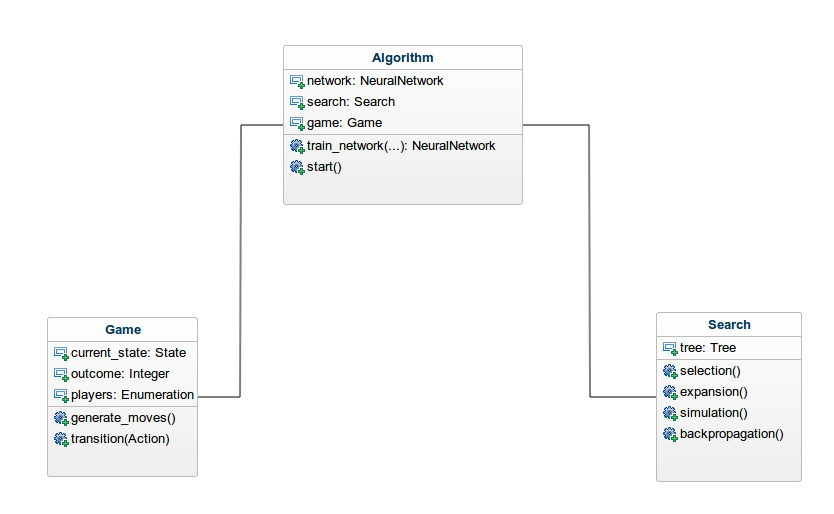 Algorithm
network: NeuralNetwork
search: Search
game: Game
train_network(...): NeuralNetwork
start()
Game
current_state: State
outcome: Integer
players: Enumeration
generate_moves()
transition(Action)
Search
tree: Tree
selection()
expansion()
simulation()
backpropagation()